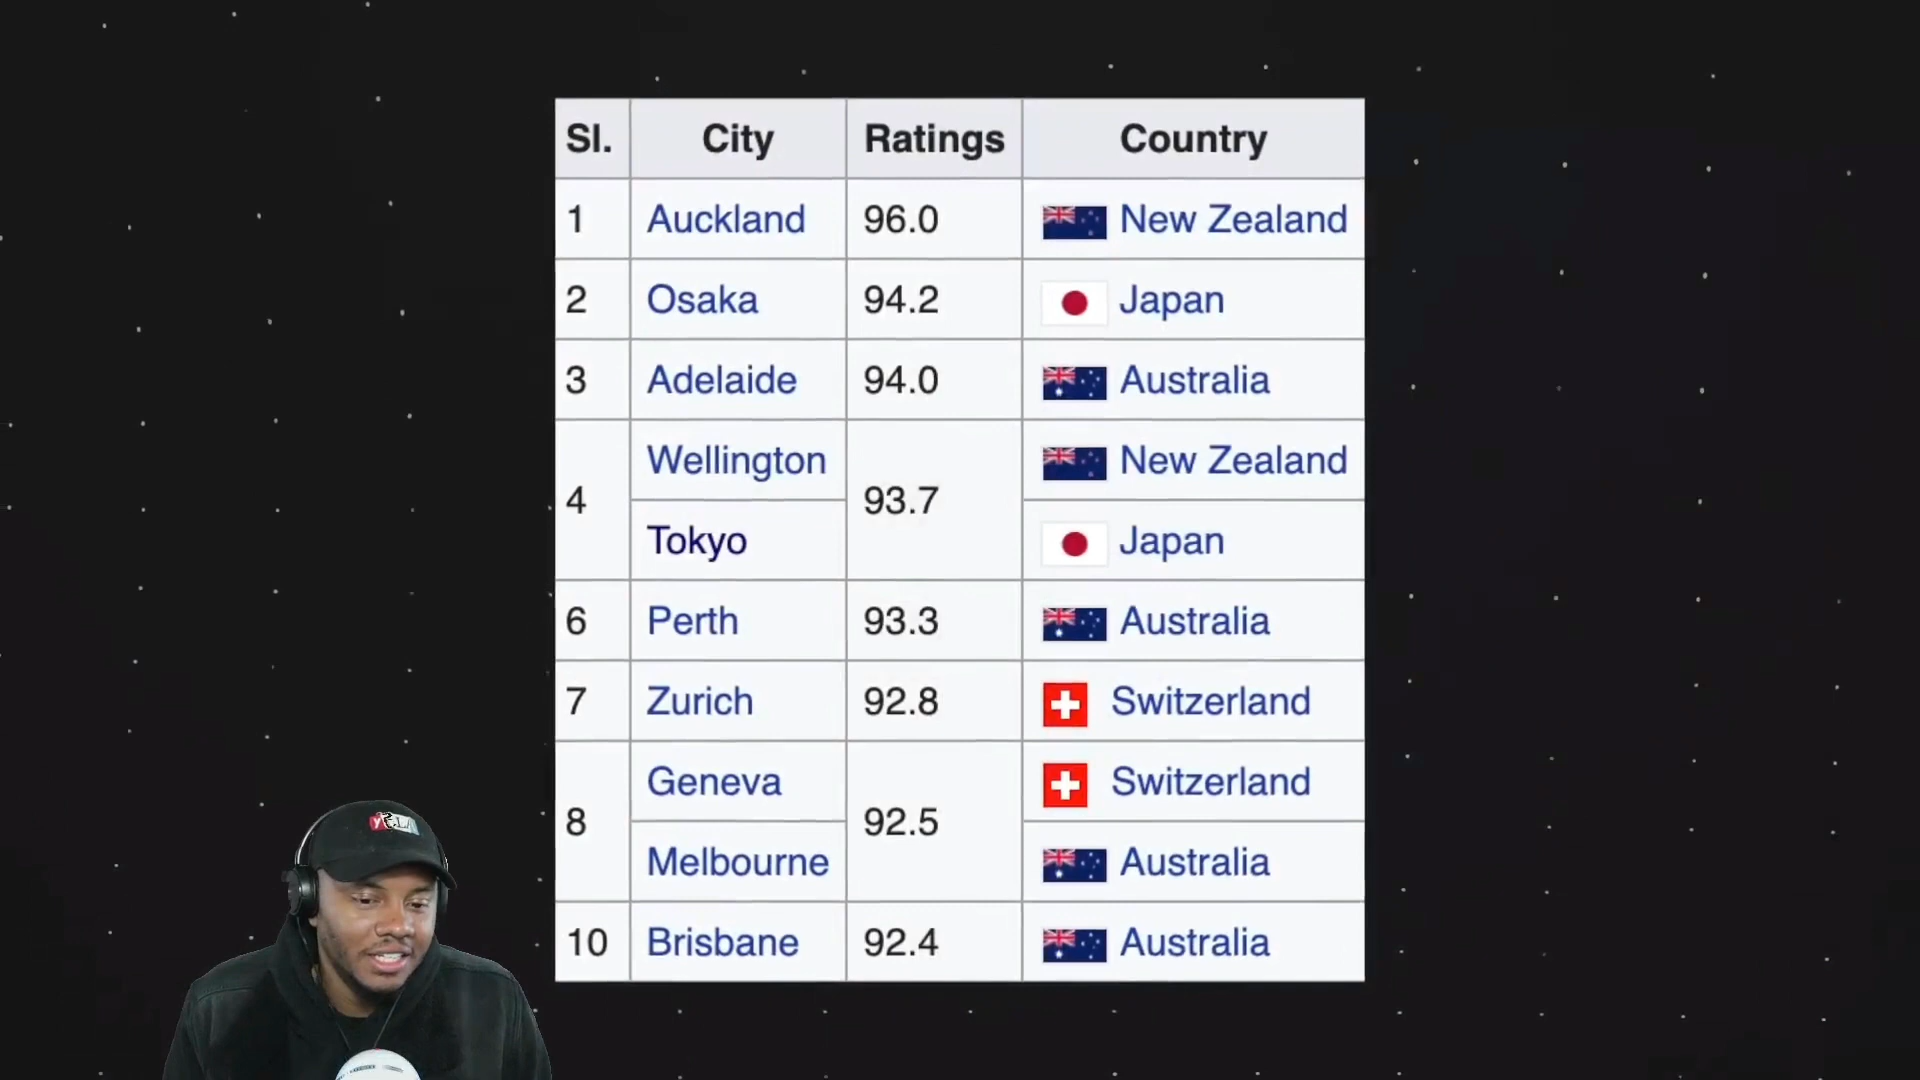 Sl. City Ratings Country
1 Auckland 96.0 New Zealand
2 Osaka 94.2 Japan
3 Adelaide 94.0 Australia
4 Wellington 93.7 New Zealand
Tokyo Japan
6 Perth 93.3 Australia
7 Zurich 92.8 Switzerland
8 Geneva 92.5 Switzerland
Melbourne Australia
10 Brisbane 92.4 Australia